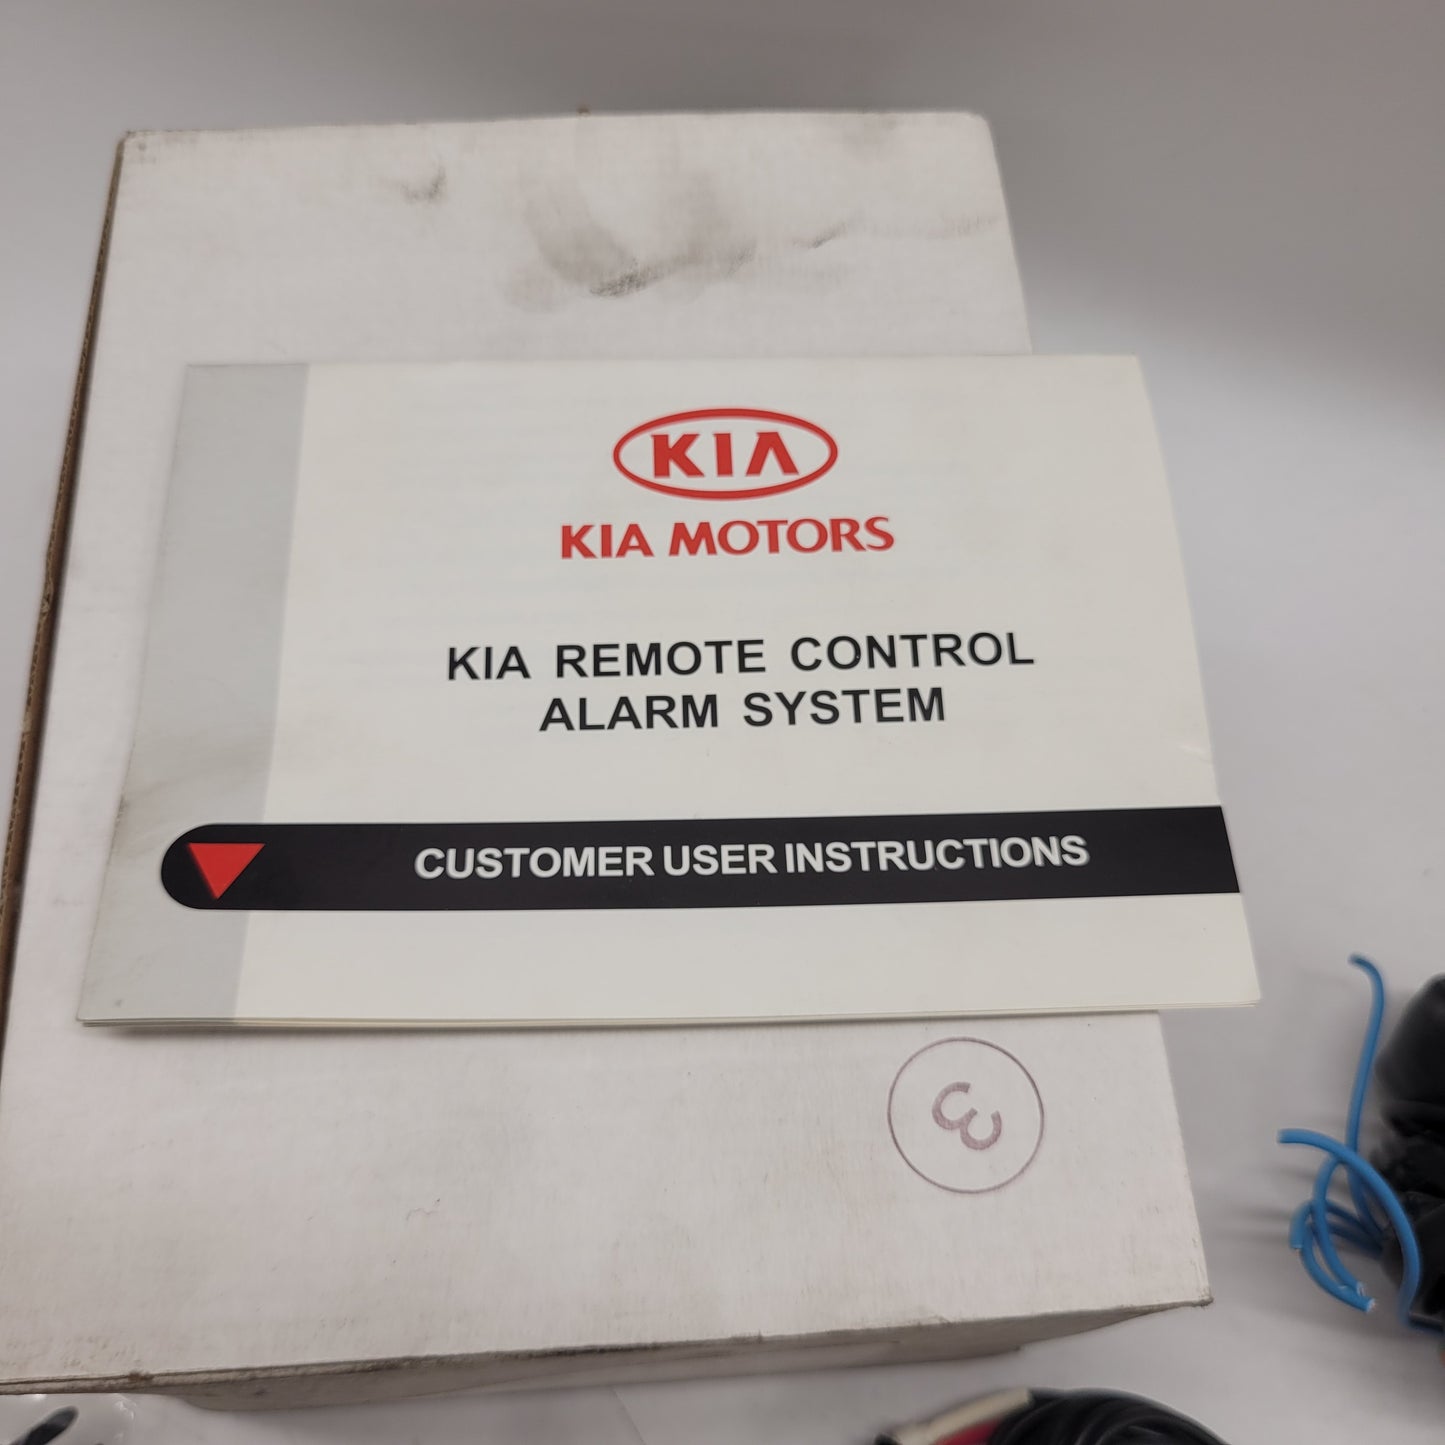 KIA
KIA MOTORS
KIA REMOTE CONTROL
ALARM SYSTEM
CUSTOMER USER INSTRUCTIONS
3